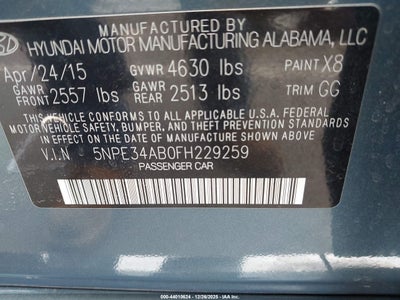 MANUFACTURED BY
HYUNDAI MOTOR MANUFACTURING ALABAMA, LLC
Apr/24/15 GVWR 4630 lbs PAINT X8
GAWR FRONT 2557 lbs GAWR REAR 2513 lbs TRIM GG
THIS VEHICLE CONFORMS TO ALL APPLICABLE U.S.A. FEDERAL
MOTOR VEHICLE SAFETY, BUMPER, AND THEFT PREVENTION STANDARDS
IN EFFECT ON THE DATE OF MANUFACTURE SHOWN ABOVE.
V.I.N 5NPE34AB0FH229259
PASSENGER CAR
000-44010624 | 12/26/2025 | IAA Inc.